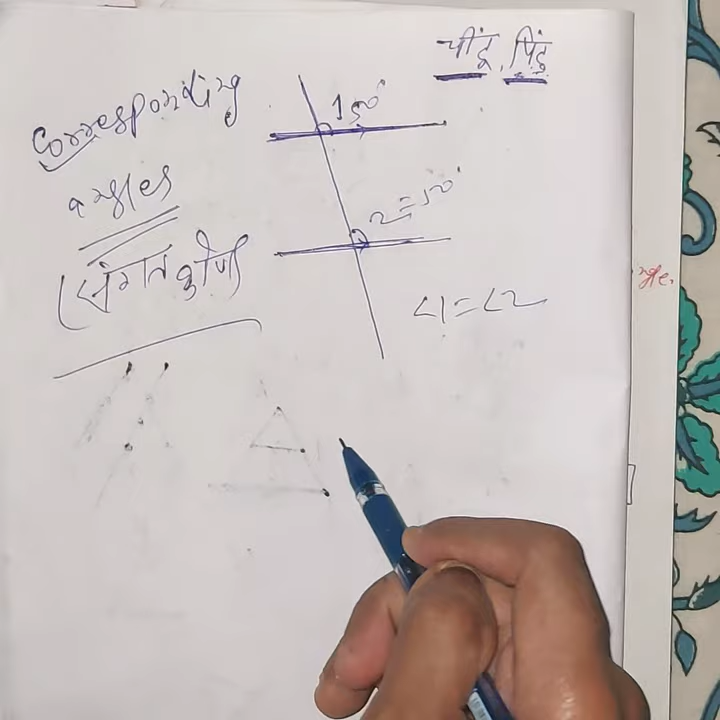 चींटू, पिंटू
Corresponding
angles
(संगत कोण)
1 50°
2 = 50°
<1 = <2